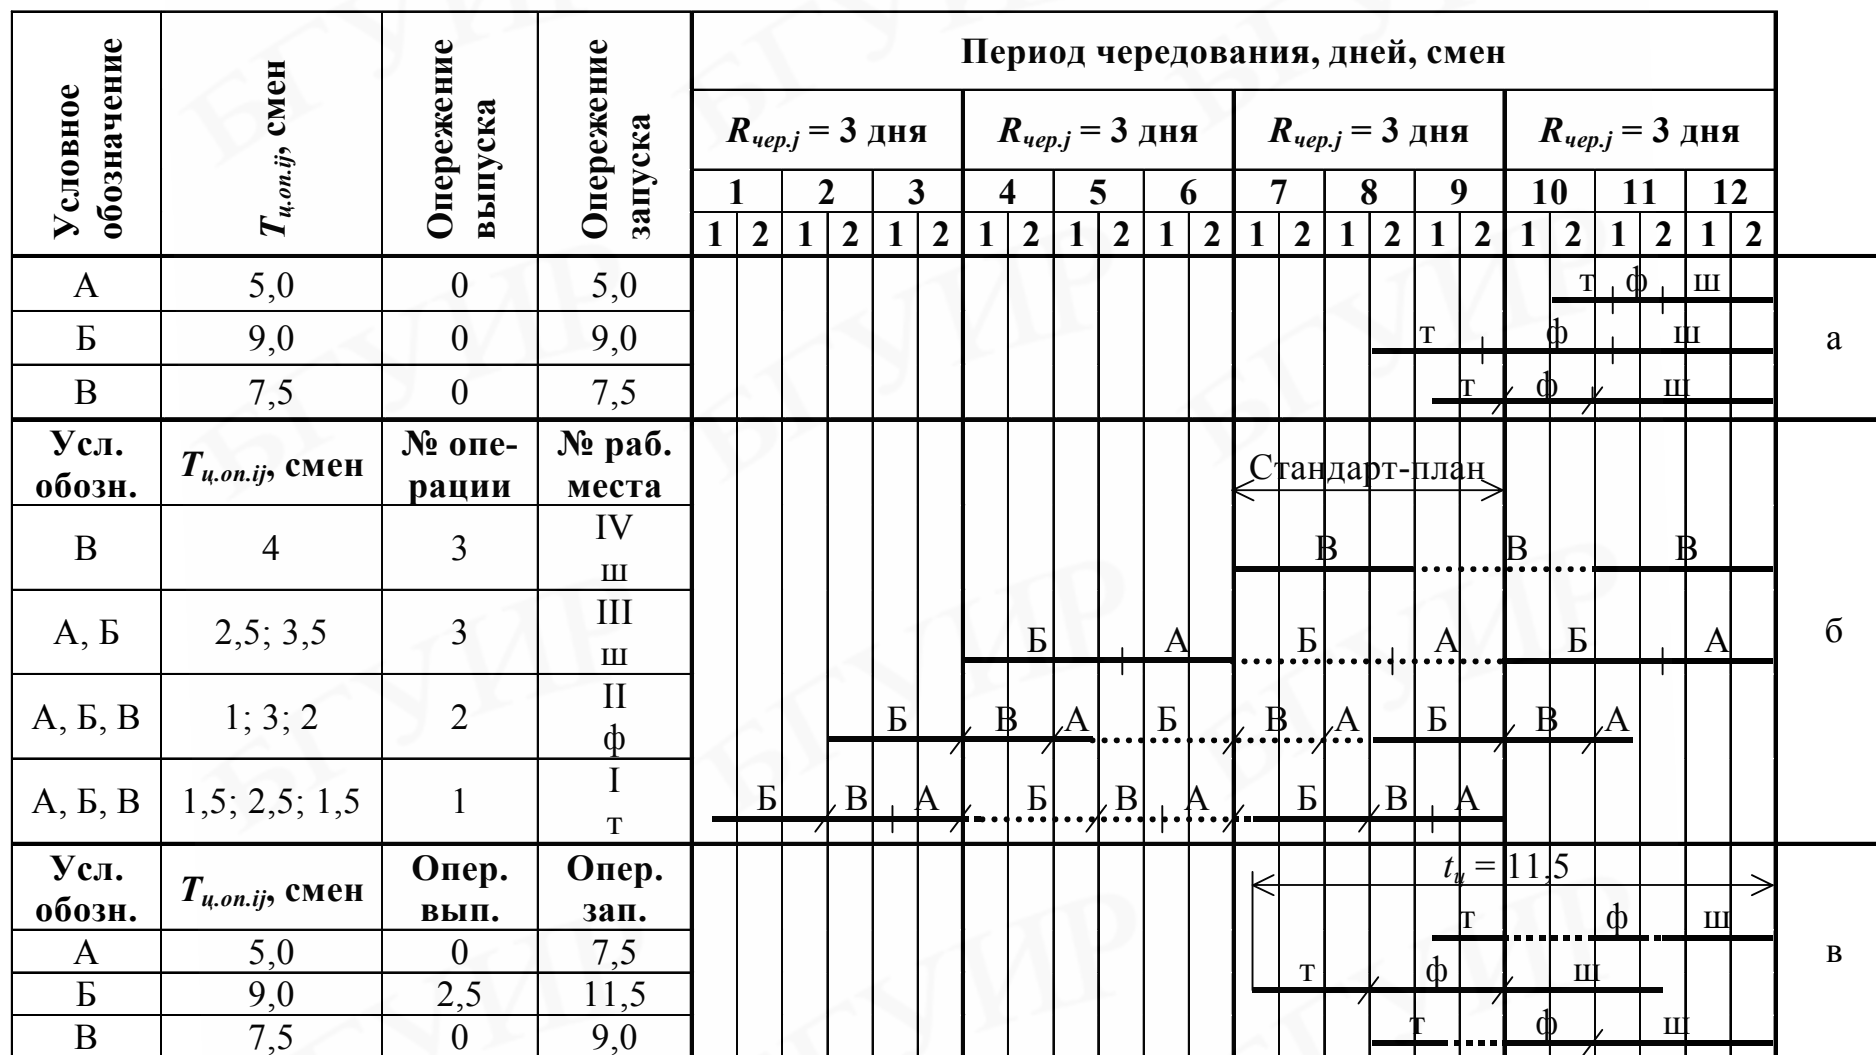 Условное обозначение
Tц.оп.ij, смен
Опережение выпуска
Опережение запуска
Период чередования, дней, смен
Rчер.j = 3 дня Rчер.j = 3 дня Rчер.j = 3 дня Rчер.j = 3 дня
1 2 3 4 5 6 7 8 9 10 11 12
1 2 1 2 1 2 1 2 1 2 1 2 1 2 1 2 1 2 1 2 1 2 1 2
А 5,0 0 5,0 т ф ш
Б 9,0 0 9,0 т ф ш а
В 7,5 0 7,5 т ф ш
Усл. обозн. Tц.оп.ij, смен № опе-рации № раб. места Стандарт-план
В 4 3 IV ш В В В
А, Б 2,5; 3,5 3 III ш Б А Б А Б А б
А, Б, В 1; 3; 2 2 II ф Б В А Б В А Б В А
А, Б, В 1,5; 2,5; 1,5 1 I т Б В А Б В А Б В А
Усл. обозн. Tц.оп.ij, смен Опер. вып. Опер. зап. tц = 11,5
А 5,0 0 7,5 т ф ш в
Б 9,0 2,5 11,5 т ф ш
В 7,5 0 9,0 т ф ш
БГУИР